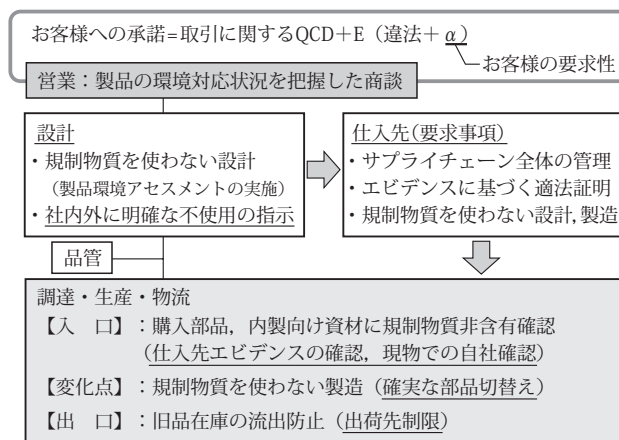 お客様への承諾=取引に関するQCD+E(違法+α)
お客様の要求性
営業:製品の環境対応状況を把握した商談
設計
・規制物質を使わない設計
(製品環境アセスメントの実施)
・社内外に明確な不使用の指示
仕入先(要求事項)
・サプライチェーン全体の管理
・エビデンスに基づく適法証明
・規制物質を使わない設計,製造
品管
調達・生産・物流
【入 口】:購入部品,内製向け資材に規制物質非含有確認
(仕入先エビデンスの確認,現物での自社確認)
【変化点】:規制物質を使わない製造(確実な部品切替え)
【出 口】:旧品在庫の流出防止(出荷先制限)